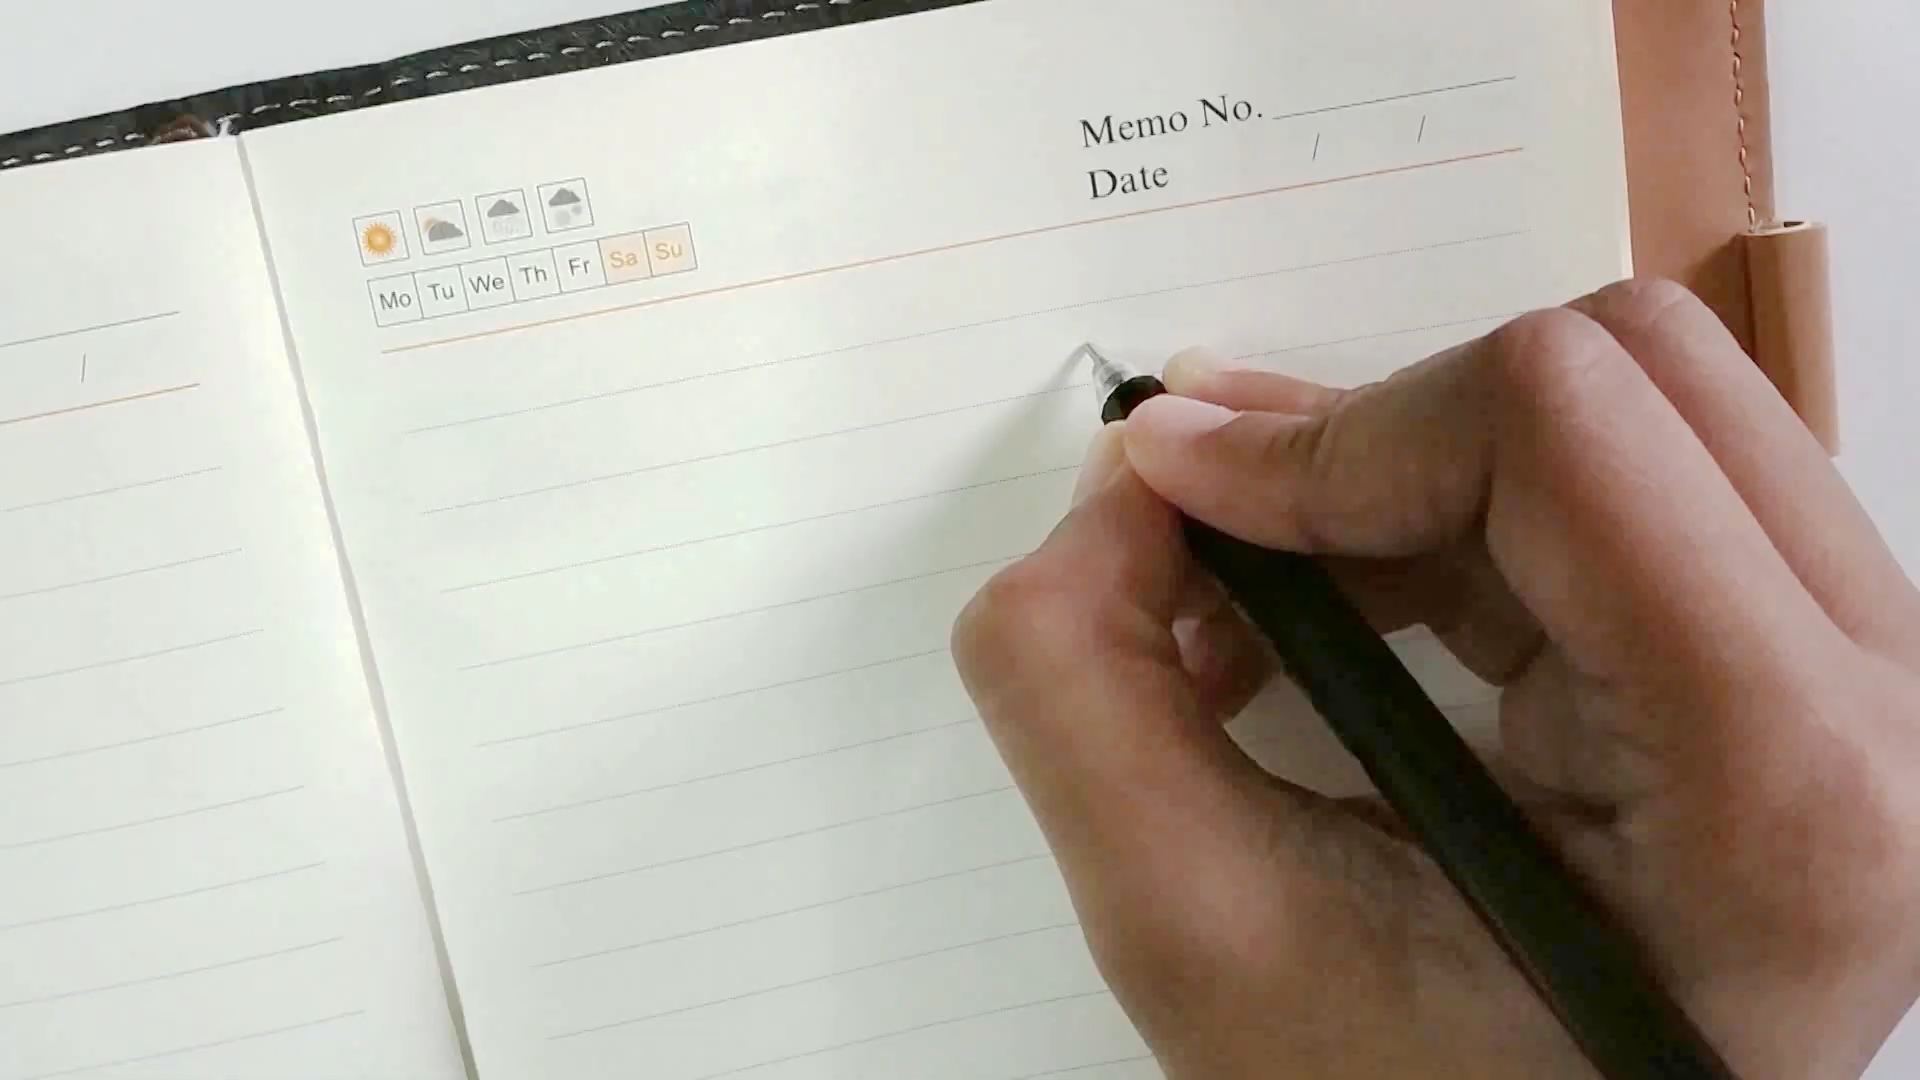 Memo No.
/ /
Date
Mo Tu We Th Fr Sa Su
/